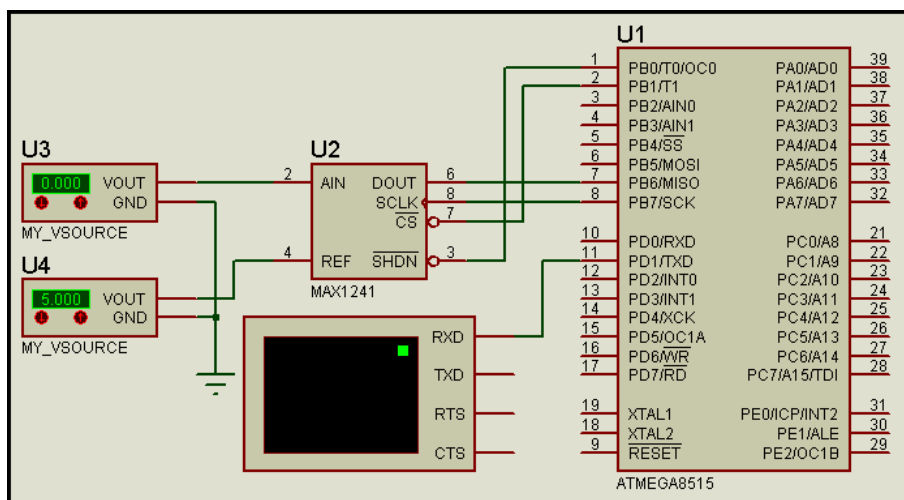 U3
0.000 VOUT
GND
MY_VSOURCE
U4
5.000 VOUT
GND
MY_VSOURCE
U2
2 AIN DOUT 6
SCLK 8
CS 7
4 REF SHDN 3
MAX1241
RXD
TXD
RTS
CTS
U1
1 PB0/T0/OC0 PA0/AD0 39
2 PB1/T1 PA1/AD1 38
3 PB2/AIN0 PA2/AD2 37
4 PB3/AIN1 PA3/AD3 36
5 PB4/SS PA4/AD4 35
6 PB5/MOSI PA5/AD5 34
7 PB6/MISO PA6/AD6 33
8 PB7/SCK PA7/AD7 32
10 PD0/RXD PC0/A8 21
11 PD1/TXD PC1/A9 22
12 PD2/INT0 PC2/A10 23
13 PD3/INT1 PC3/A11 24
14 PD4/XCK PC4/A12 25
15 PD5/OC1A PC5/A13 26
16 PD6/WR PC6/A14 27
17 PD7/RD PC7/A15/TDI 28
19 XTAL1 PE0/ICP/INT2 31
18 XTAL2 PE1/ALE 30
9 RESET PE2/OC1B 29
ATMEGA8515